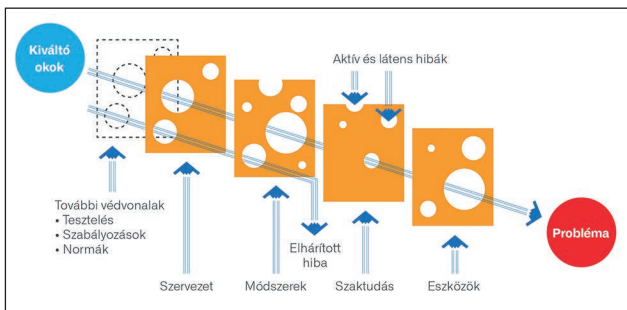 Kiváltó
okok
Aktív és látens hibák
További védvonalak
• Tesztelés
• Szabályozások
• Normák
Elhárított
hiba
Szervezet
Módszerek
Szaktudás
Eszközök
Probléma